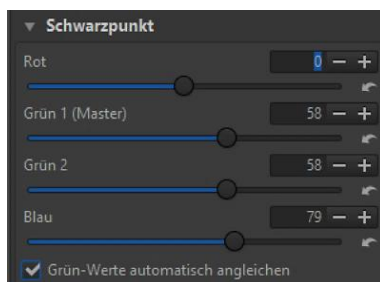 Schwarzpunkt
Rot 0
Grün 1 (Master) 58
Grün 2 58
Blau 79
Grün-Werte automatisch angleichen